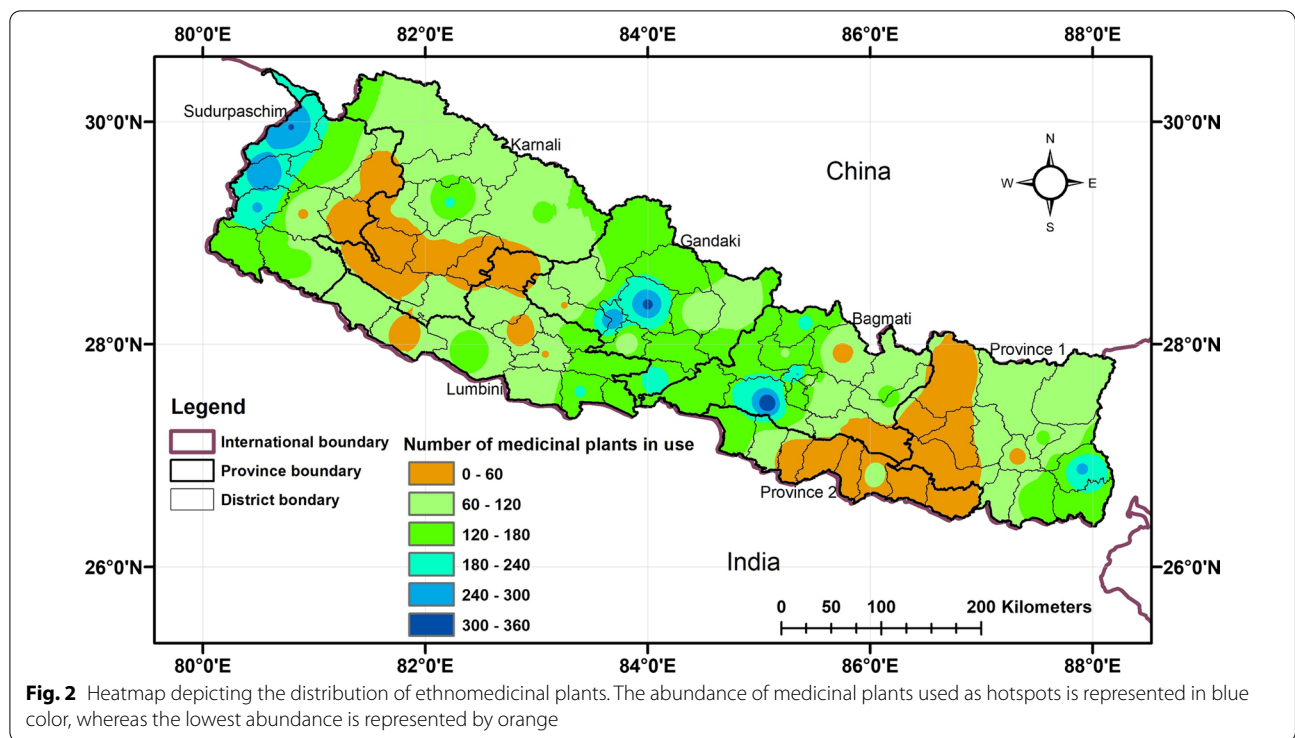 80°0'E 82°0'E 84°0'E 86°0'E 88°0'E
Sudurpaschim
30°0'N 30°0'N
Karnali
China
N
W E
S
Gandaki
28°0'N 28°0'N
Bagmati
Province 1
Lumbini
Legend
International boundary
Province boundary
District bondary
Number of medicinal plants in use
0 - 60
60 - 120
120 - 180
180 - 240
240 - 300
300 - 360
Province 2
India
26°0'N 26°0'N
0 50 100 200 Kilometers
80°0'E 82°0'E 84°0'E 86°0'E 88°0'E
Fig. 2 Heatmap depicting the distribution of ethnomedicinal plants. The abundance of medicinal plants used as hotspots is represented in blue
color, whereas the lowest abundance is represented by orange